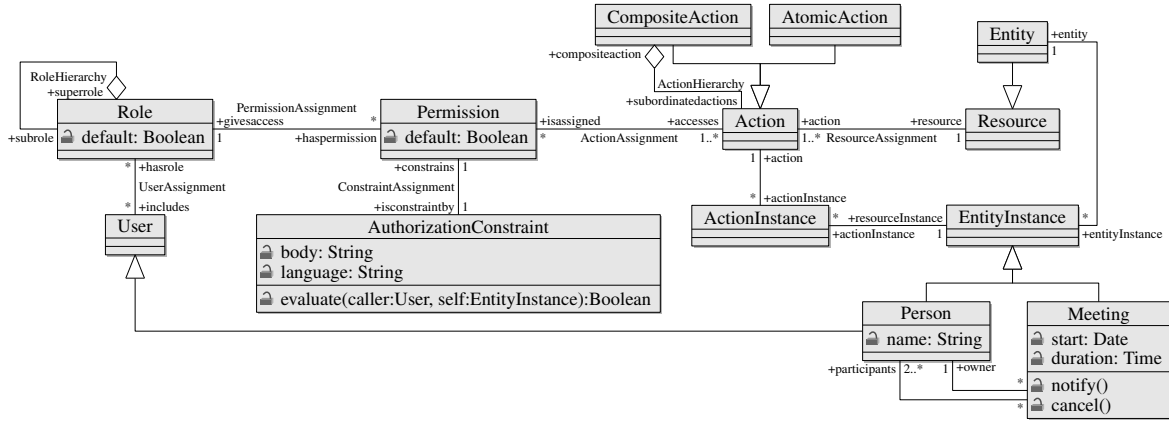 CompositeAction
AtomicAction
Entity
+entity
1
+compositeaction
RoleHierarchy
+superrole
ActionHierarchy
+subordinatedactions
Role
default: Boolean
+subrole
PermissionAssignment
+givesaccess
*
1
+haspermission
Permission
default: Boolean
+isassigned
+accesses
*
ActionAssignment
1..*
Action
+action
+resource
1..*
ResourceAssignment
1
Resource
*
+hasrole
UserAssignment
*
+includes
+constrains
1
ConstraintAssignment
+isconstraintby
1
1
+action
*
+actionInstance
User
AuthorizationConstraint
body: String
language: String
evaluate(caller:User, self:EntityInstance):Boolean
ActionInstance
*
+resourceInstance
+actionInstance
1
EntityInstance
*
+entityInstance
Person
name: String
Meeting
start: Date
duration: Time
notify()
cancel()
+participants
2..*
1
+owner
*
*